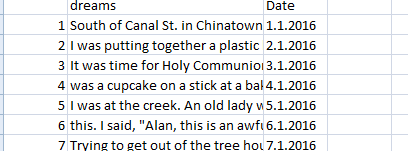 dreams Date
1 South of Canal St. in Chinatown 1.1.2016
2 I was putting together a plastic 2.1.2016
3 It was time for Holy Communio 3.1.2016
4 was a cupcake on a stick at a bak 4.1.2016
5 I was at the creek. An old lady w 5.1.2016
6 this. I said, "Alan, this is an awfu 6.1.2016
7 Trying to get out of the tree hou 7.1.2016